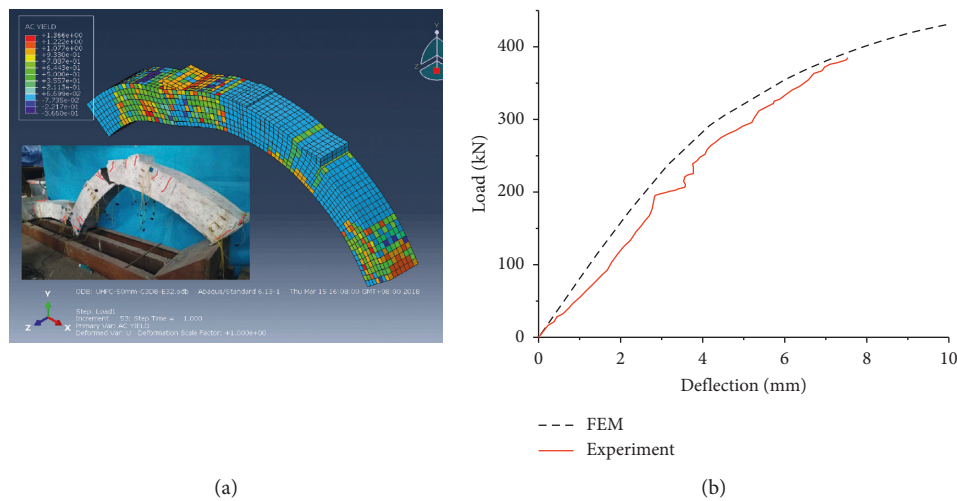 AC YIELD
+1.366e+00
+1.222e+00
+1.077e+00
+9.330e-01
+7.887e-01
+6.443e-01
+5.000e-01
+3.557e-01
+2.113e-01
+6.699e-02
-7.735e-02
-2.217e-01
-3.660e-01
Y
ODB: UHPC-50mm-C3D8-E32.odb Abaqus/Standard 6.13-1 Thu Mar 15 16:08:00 GMT+08:00 2018
Y
Z X
Step: Load1
Increment 53: Step Time = 1.000
Primary Var: AC YIELD
Deformed Var: U Deformation Scale Factor: +1.000e+00
(a)
400
300
200
100
0
Load (kN)
0 2 4 6 8 10
Deflection (mm)
FEM
Experiment
(b)